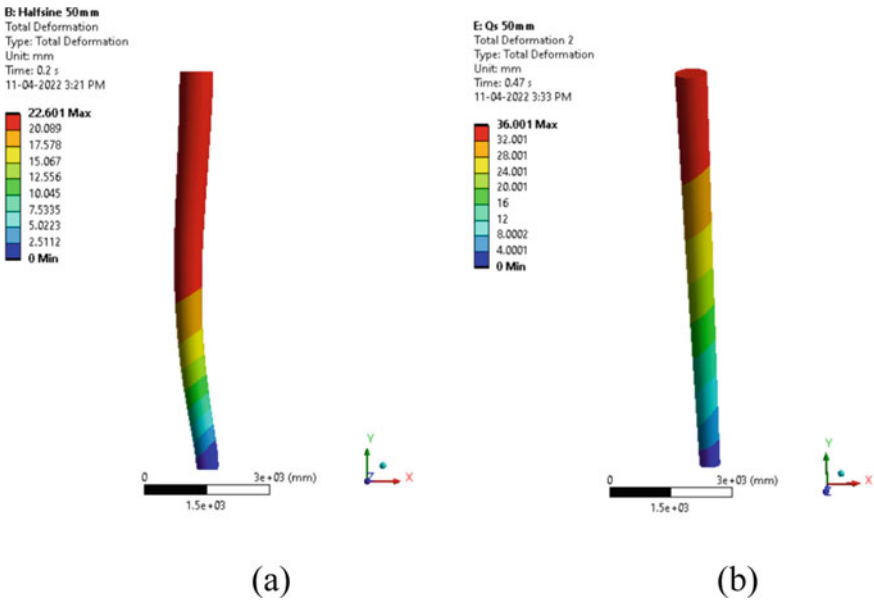 B: Halfsine 50mm
Total Deformation
Type: Total Deformation
Unit: mm
Time: 0.2 s
11-04-2022 3:21 PM
22.601 Max
20.089
17.578
15.067
12.556
10.045
7.5335
5.0223
2.5112
0 Min
0
3e+03 (mm)
1.5e+03
Y
X
Z
(a)
E: Qs 50mm
Total Deformation 2
Type: Total Deformation
Unit: mm
Time: 0.47 s
11-04-2022 3:33 PM
36.001 Max
32.001
28.001
24.001
20.001
16
12
8.0002
4.0001
0 Min
0
3e+03 (mm)
1.5e+03
Y
X
(b)